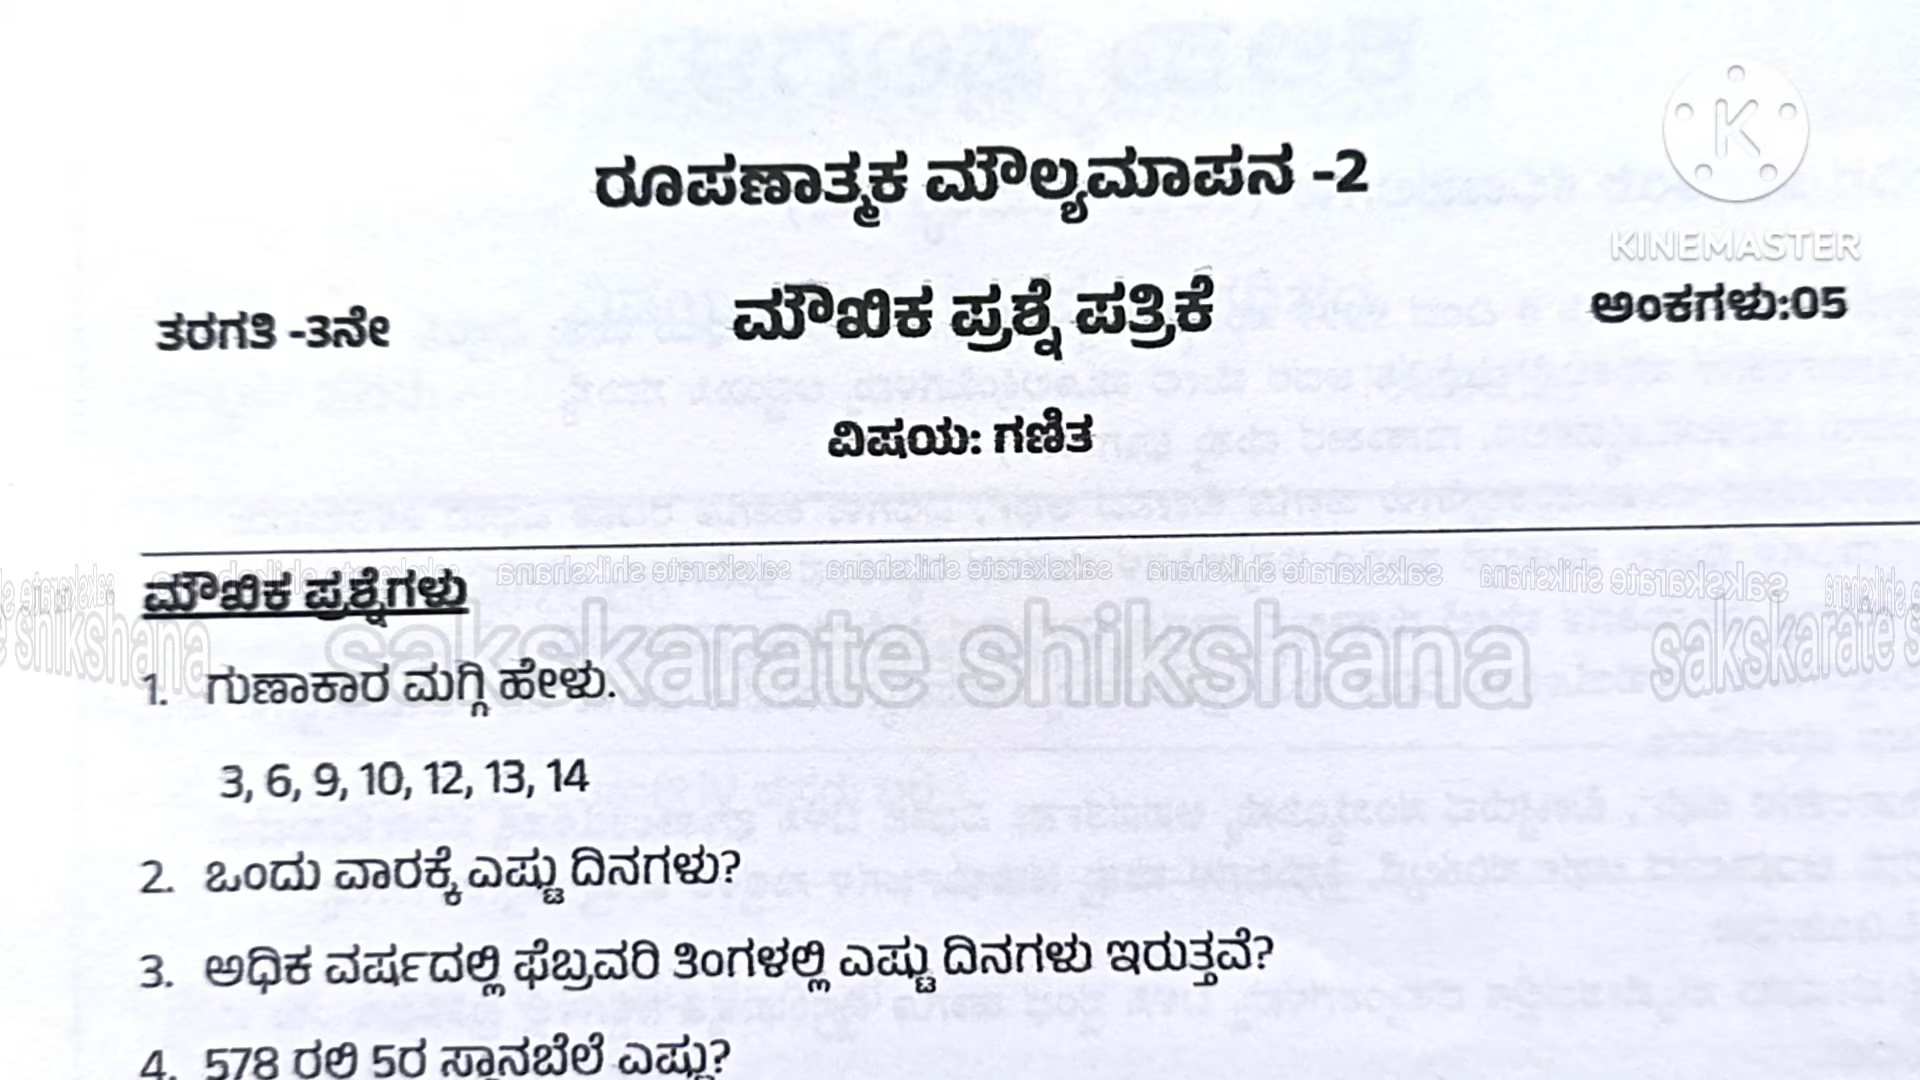 ರೂಪಣಾತ್ಮಕ ಮೌಲ್ಯಮಾಪನ -2
KINEMASTER
ತರಗತಿ -3ನೇ
ಮೌಖಿಕ ಪ್ರಶ್ನೆ ಪತ್ರಿಕೆ
ಅಂಕಗಳು:05
ವಿಷಯ: ಗಣಿತ
ಮೌಖಿಕ ಪ್ರಶ್ನೆಗಳು
sakskarate shikshana
1. ಗುಣಾಕಾರ ಮಗ್ಗಿ ಹೇಳು.
3, 6, 9, 10, 12, 13, 14
2. ಒಂದು ವಾರಕ್ಕೆ ಎಷ್ಟು ದಿನಗಳು?
3. ಅಧಿಕ ವರ್ಷದಲ್ಲಿ ಫೆಬ್ರವರಿ ತಿಂಗಳಲ್ಲಿ ಎಷ್ಟು ದಿನಗಳು ಇರುತ್ತವೆ?
4. 578 ರಲ್ಲಿ 5ರ ಸ್ಥಾನಬೆಲೆ ಎಷ್ಟು?